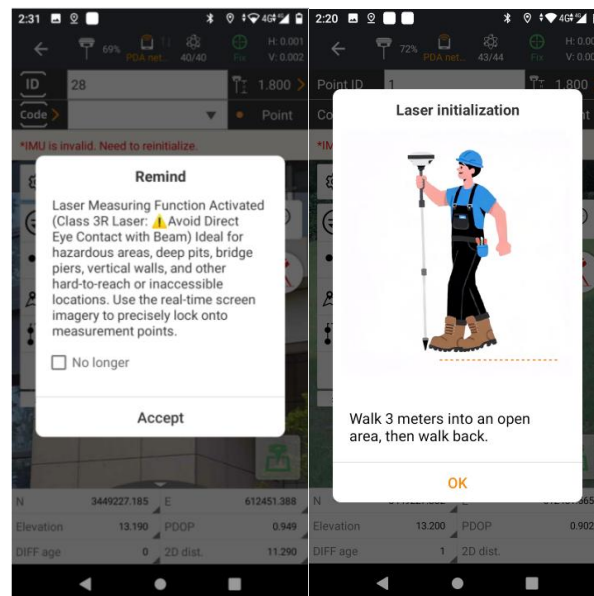 2:31
4G
69%
PDA net...
40/40
Fix
H: 0.001
V: 0.002
ID
28
1.800
Code
Point
*IMU is invalid. Need to reinitialize.
Remind
Laser Measuring Function Activated
(Class 3R Laser: ⚠Avoid Direct
Eye Contact with Beam) Ideal for
hazardous areas, deep pits, bridge
piers, vertical walls, and other
hard-to-reach or inaccessible
locations. Use the real-time screen
imagery to precisely lock onto
measurement points.
No longer
Accept
N 3449227.185 E 612451.388
Elevation 13.190 PDOP 0.949
DIFF age 0 2D dist. 11.290
2:20
4G
72%
PDA net...
43/44
Fix
H: 0.00
V: 0.00
Point ID
1
1.800
Laser initialization
Walk 3 meters into an open
area, then walk back.
OK
N
E
Elevation 13.200 PDOP 0.902
DIFF age 1 2D dist.